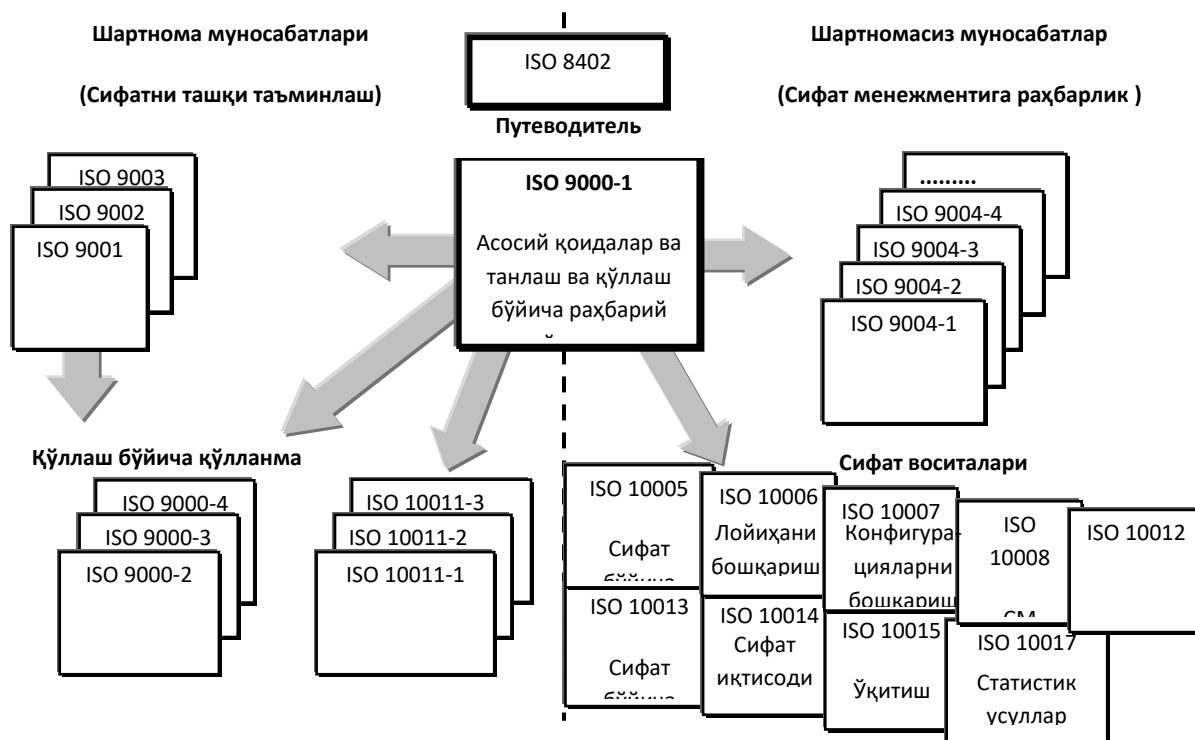 Шартнома муносабатлари
(Сифатни ташқи таъминлаш)
ISO 8402
Путеводитель
Шартномасиз муносабатлар
(Сифат менежментига раҳбарлик )
ISO 9003
ISO 9002
ISO 9001
ISO 9000-1
Асосий қоидалар ва
танлаш ва қўллаш
бўйича раҳбарий
.........
ISO 9004-4
ISO 9004-3
ISO 9004-2
ISO 9004-1
Қўллаш бўйича қўлланма
ISO 9000-4
ISO 9000-3
ISO 9000-2
ISO 10011-3
ISO 10011-2
ISO 10011-1
Сифат воситалари
ISO 10005
Сифат
бўйича
ISO 10006
Лойиҳани
бошқариш
ISO 10007
Конфигура-
цияларни
бошқариш
ISO
10008
СМ
ISO 10012
ISO 10013
Сифат
бўйича
ISO 10014
Сифат
иқтисоди
ISO 10015
Ўқитиш
ISO 10017
Статистик
усуллар